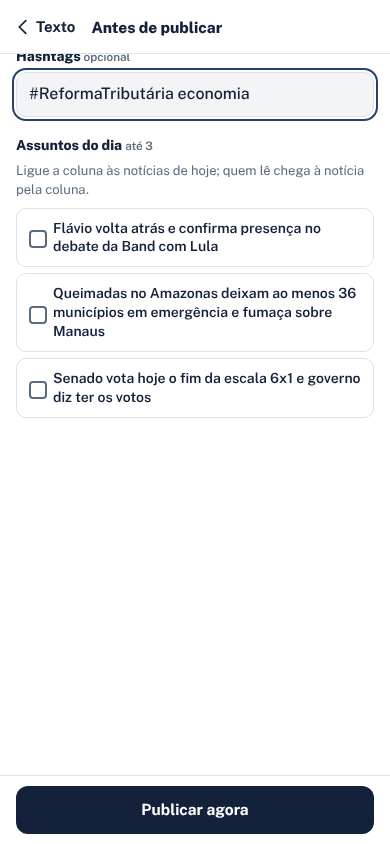 Texto Antes de publicar
Hashtags opcional
#ReformaTributária economia
Assuntos do dia até 3
Ligue a coluna às notícias de hoje; quem lê chega à notícia
pela coluna.
Flávio volta atrás e confirma presença no
debate da Band com Lula
Queimadas no Amazonas deixam ao menos 36
municípios em emergência e fumaça sobre
Manaus
Senado vota hoje o fim da escala 6x1 e governo
diz ter os votos
Publicar agora